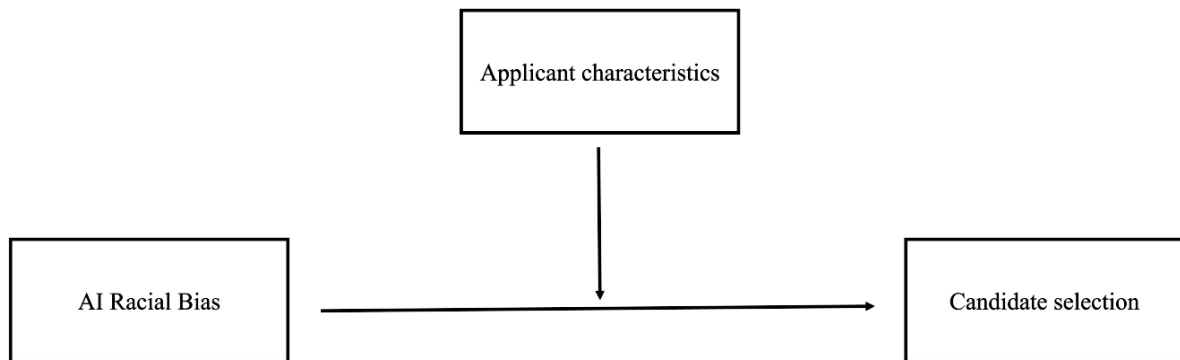 Applicant characteristics
AI Racial Bias
Candidate selection